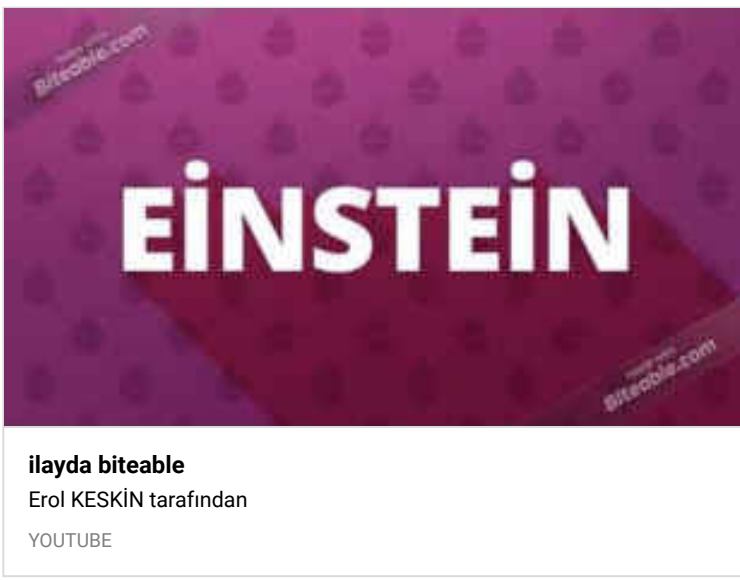 Biteable.com
EİNSTEİN
Biteable.com
ilayda biteable
Erol KESKİN tarafından
YOUTUBE